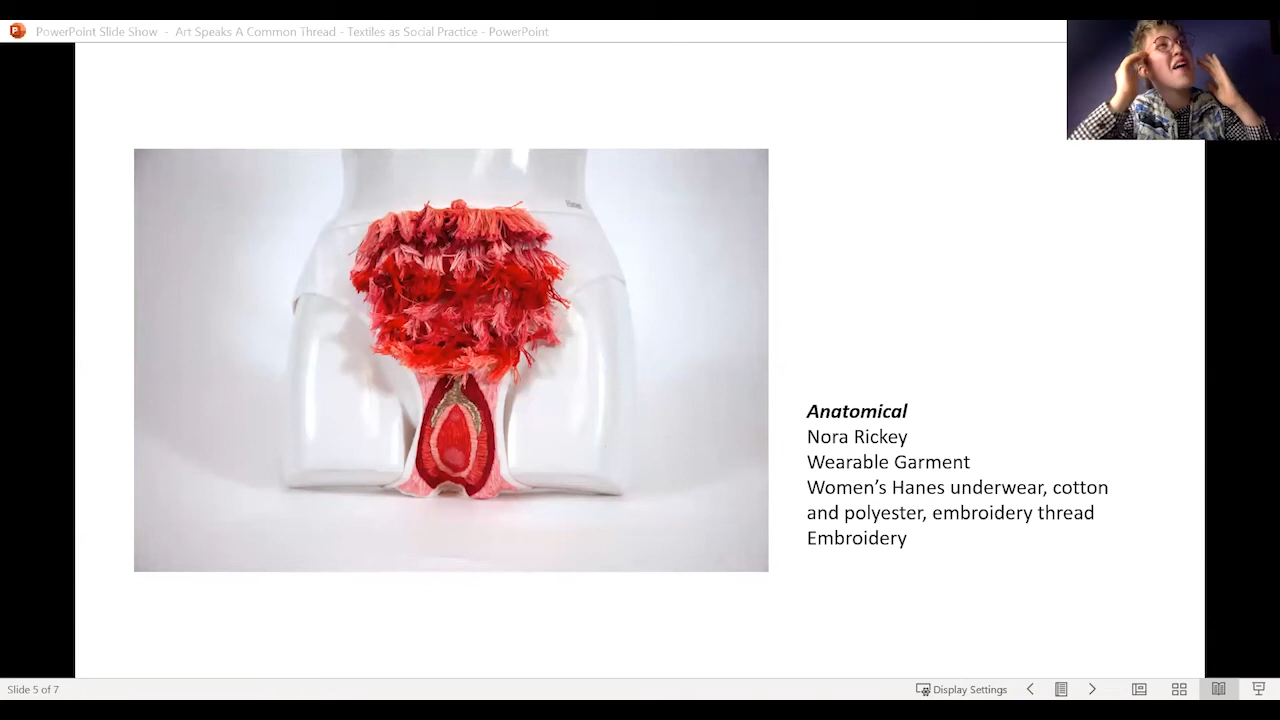 PowerPoint Slide Show - Art Speaks A Common Thread - Textiles as Social Practice - PowerPoint
Hanes
Anatomical
Nora Rickey
Wearable Garment
Women’s Hanes underwear, cotton
and polyester, embroidery thread
Embroidery
Slide 5 of 7
Display Settings